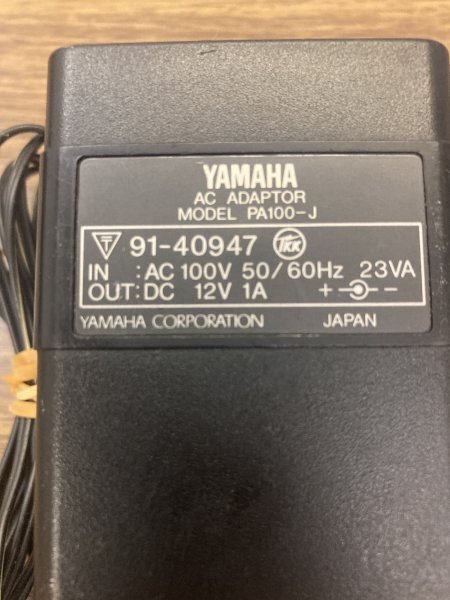 YAMAHA
AC ADAPTOR
MODEL PA100-J
91-40947
IN : AC 100V 50/60Hz 23VA
OUT: DC 12V 1A + −
YAMAHA CORPORATION JAPAN